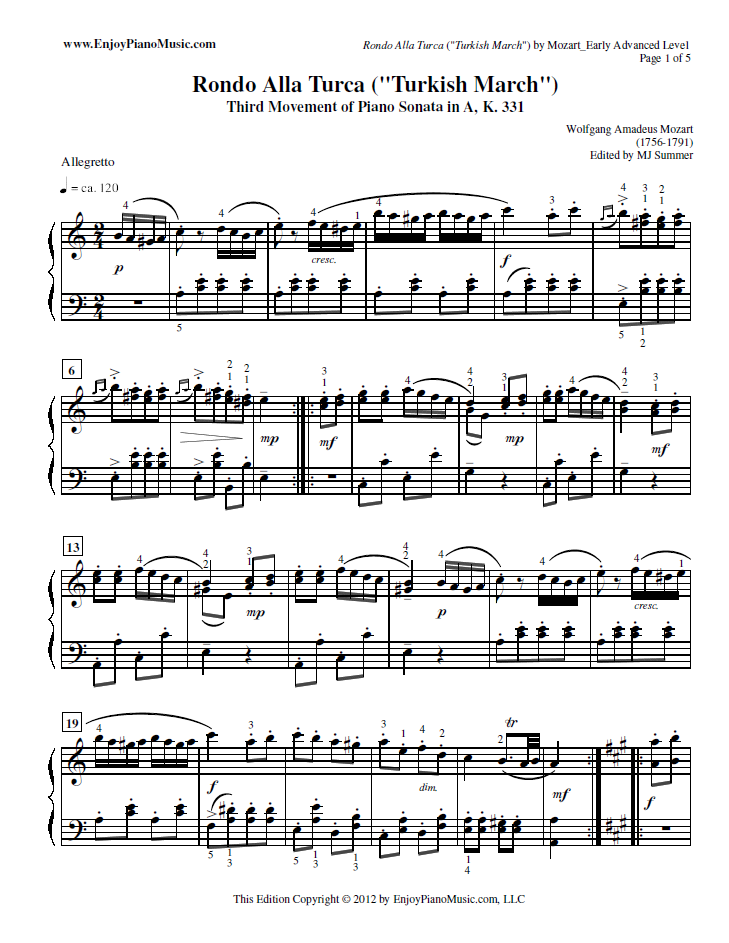 www.EnjoyPianoMusic.com
Rondo Alla Turca ("Turkish March") by Mozart_Early Advanced Level
Page 1 of 5
Rondo Alla Turca ("Turkish March")
Third Movement of Piano Sonata in A, K. 331
Wolfgang Amadeus Mozart
(1756-1791)
Edited by MJ Summer
Allegretto
♩ = ca. 120
4 4 4 1 4 4 3 3 4 3 2
1 1
p cresc. f
5 5 1
2
6
2 2
1 1
3
1
4 4
2
3
1
4 4
2
3
1
mp mf mp mf
13
4 4 4
2
3
1
4 4
2
4 4 4 1
mp p cresc.
19
4 3 3 1 4 2 2 tr
f dim. mf f
5 1
3
5 1
3
1
3
1
4
This Edition Copyright © 2012 by EnjoyPianoMusic.com, LLC